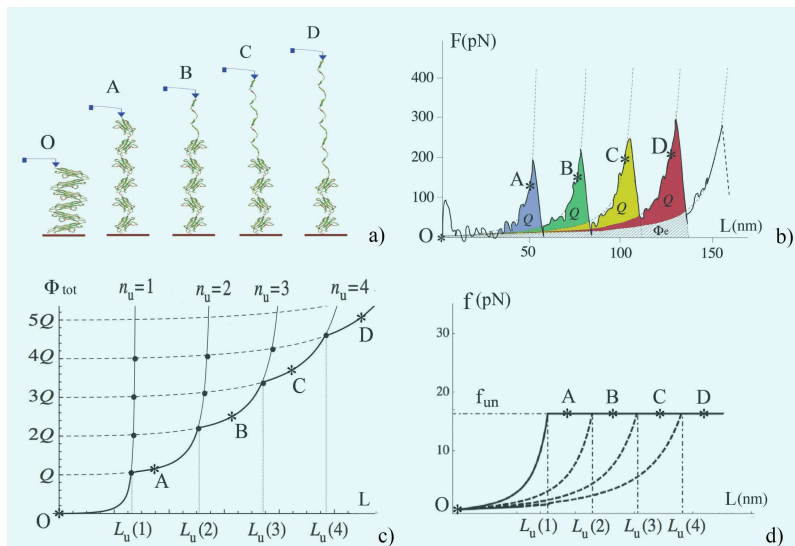 O
A
B
C
D
a)
F(pN)
400
300
200
100
O
A
B
C
D
Q
Q
Q
Q
Φe
50
100
150
L(nm)
b)
Φtot
nu=1
nu=2
nu=3
nu=4
5Q
4Q
3Q
2Q
Q
O
A
B
C
D
L
Lu(1)
Lu(2)
Lu(3)
Lu(4)
c)
f(pN)
30
20
10
O
fun
A
B
C
D
L(nm)
Lu(1)
Lu(2)
Lu(3)
Lu(4)
d)